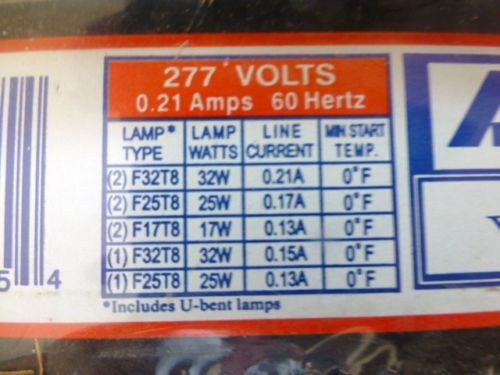 277 VOLTS
0.21 Amps 60 Hertz
LAMP* LAMP LINE MIN START
TYPE WATTS CURRENT TEMP.
(2) F32T8 32W 0.21A 0°F
(2) F25T8 25W 0.17A 0°F
(2) F17T8 17W 0.13A 0°F
(1) F32T8 32W 0.15A 0°F
(1) F25T8 25W 0.13A 0°F
*Includes U-bent lamps
5 4
A